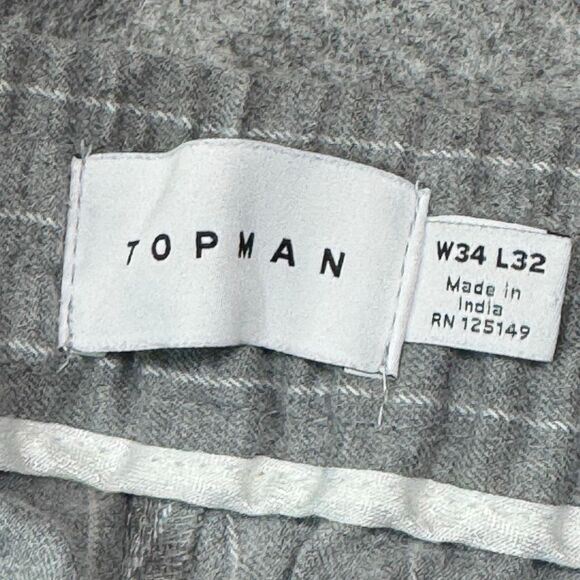 TOPMAN
W34 L32
Made in
India
RN 125149